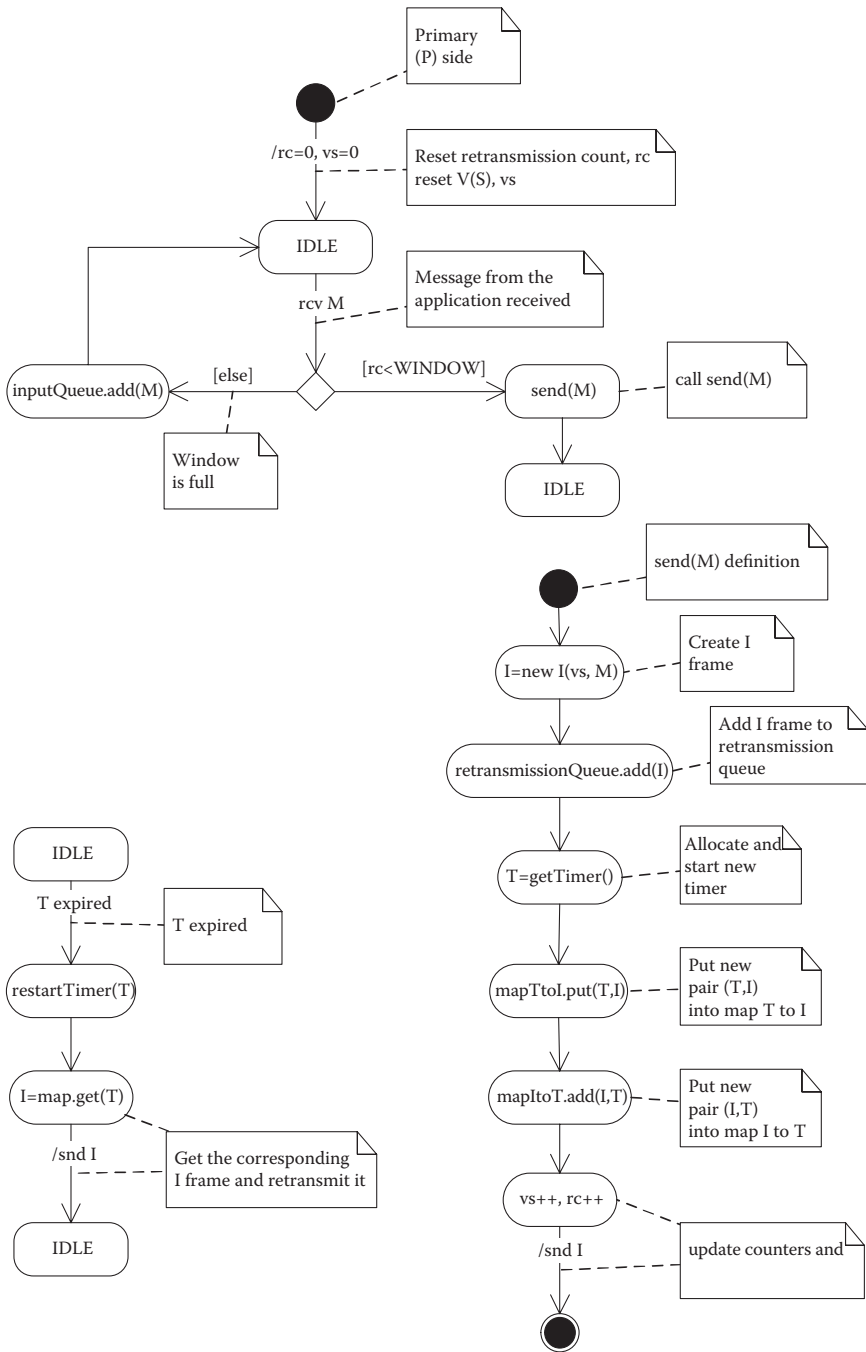 Primary
(P) side
/rc=0, vs=0
Reset retransmission count, rc
reset V(S), vs
IDLE
rcv M
Message from the
application received
[else]
[rc<WINDOW]
inputQueue.add(M)
send(M)
call send(M)
Window
is full
IDLE
send(M) definition
I=new I(vs, M)
Create I
frame
retransmissionQueue.add(I)
Add I frame to
retransmission
queue
IDLE
T expired
T expired
restartTimer(T)
I=map.get(T)
/snd I
Get the corresponding
I frame and retransmit it
IDLE
T=getTimer()
Allocate and
start new
timer
mapTtoI.put(T,I)
Put new
pair (T,I)
into map T to I
mapItoT.add(I,T)
Put new
pair (I,T)
into map I to T
vs++, rc++
/snd I
update counters and